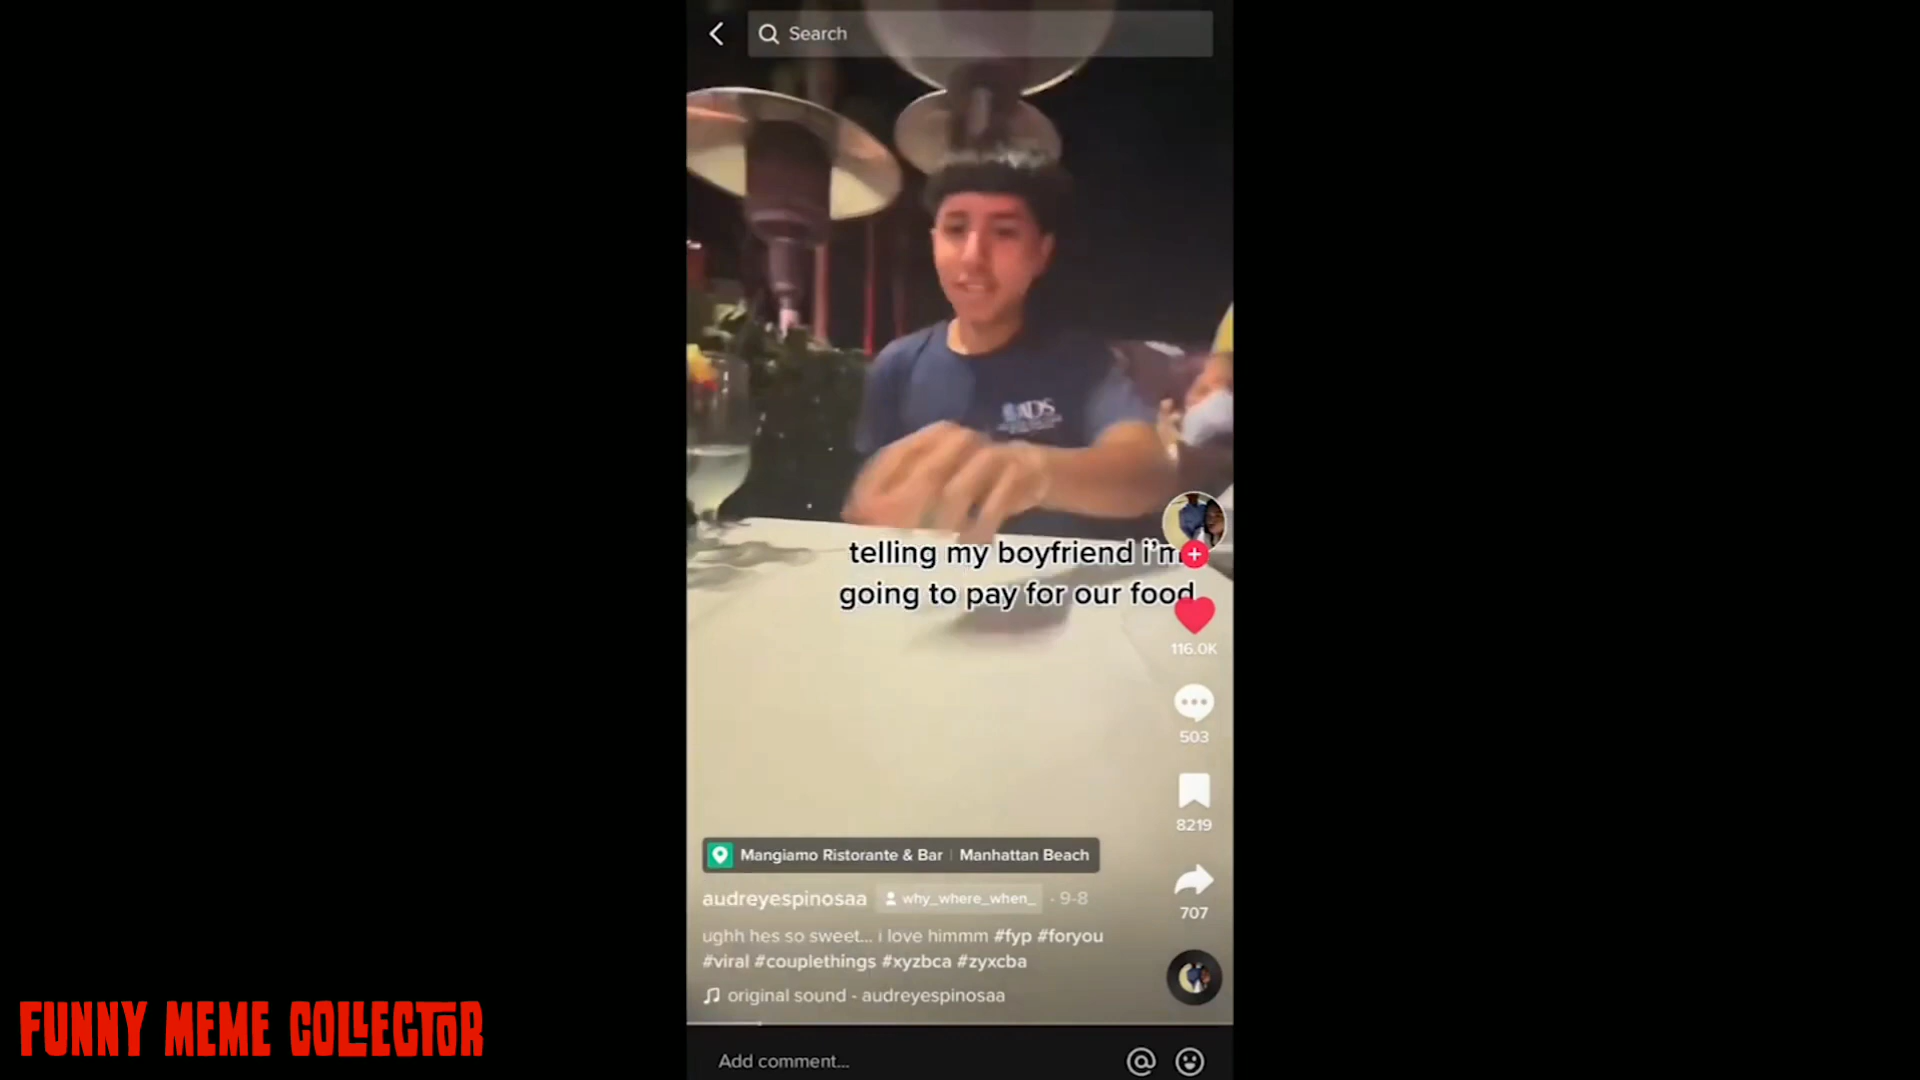 Search
ADS
telling my boyfriend i'm
going to pay for our food
116.0K
503
8219
707
Mangiamo Ristorante & Bar | Manhattan Beach
audreyespinosaa why_where_when_ · 9-8
ughh hes so sweet... i love himmm #fyp #foryou
#viral #couplethings #xyzbca #zyxcba
original sound - audreyespinosaa
FUNNY MEME COLLECTOR
Add comment...